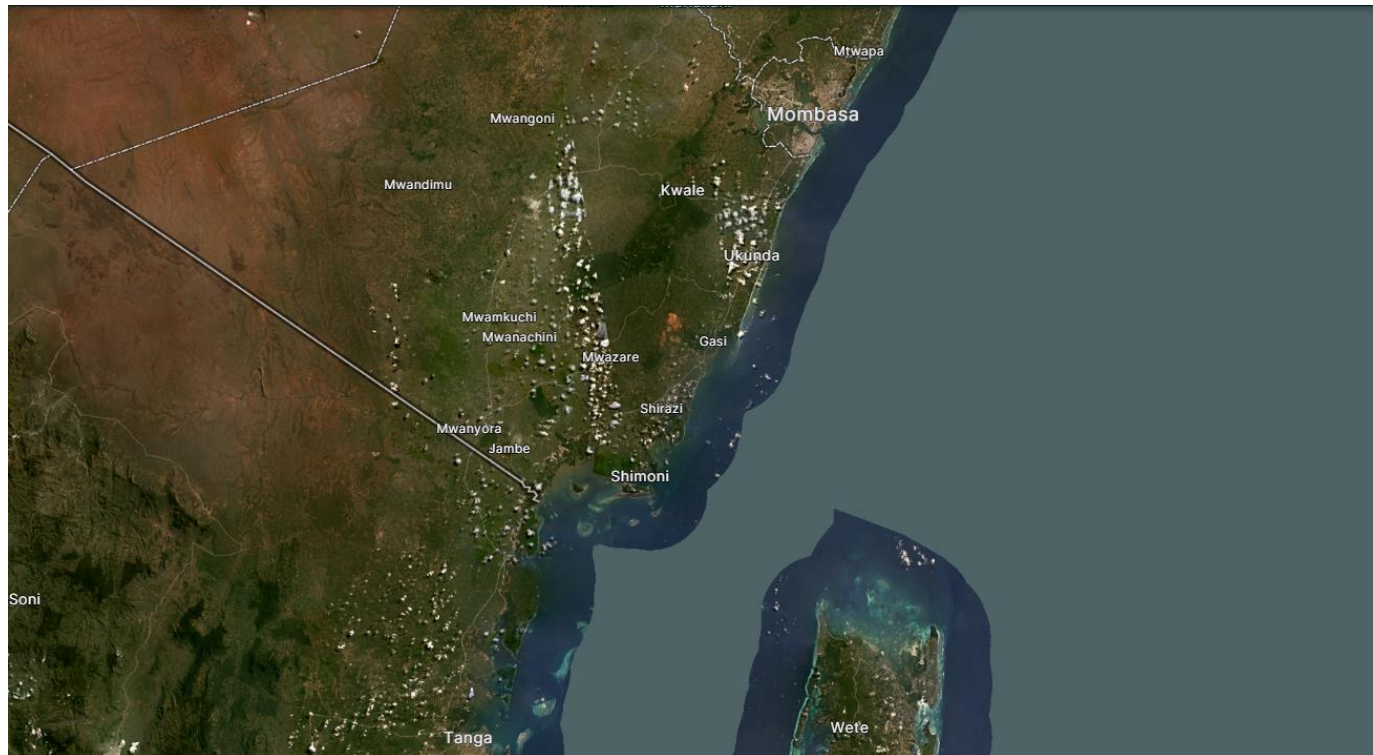 Mtwapa
Mombasa
Mwangoni
Mwandimu
Kwale
Ukunda
Mwamkuchi
Mwanachini
Gasi
Mwazare
Shirazi
Mwanyora
Jambe
Shimoni
Soni
Wete
Tanga